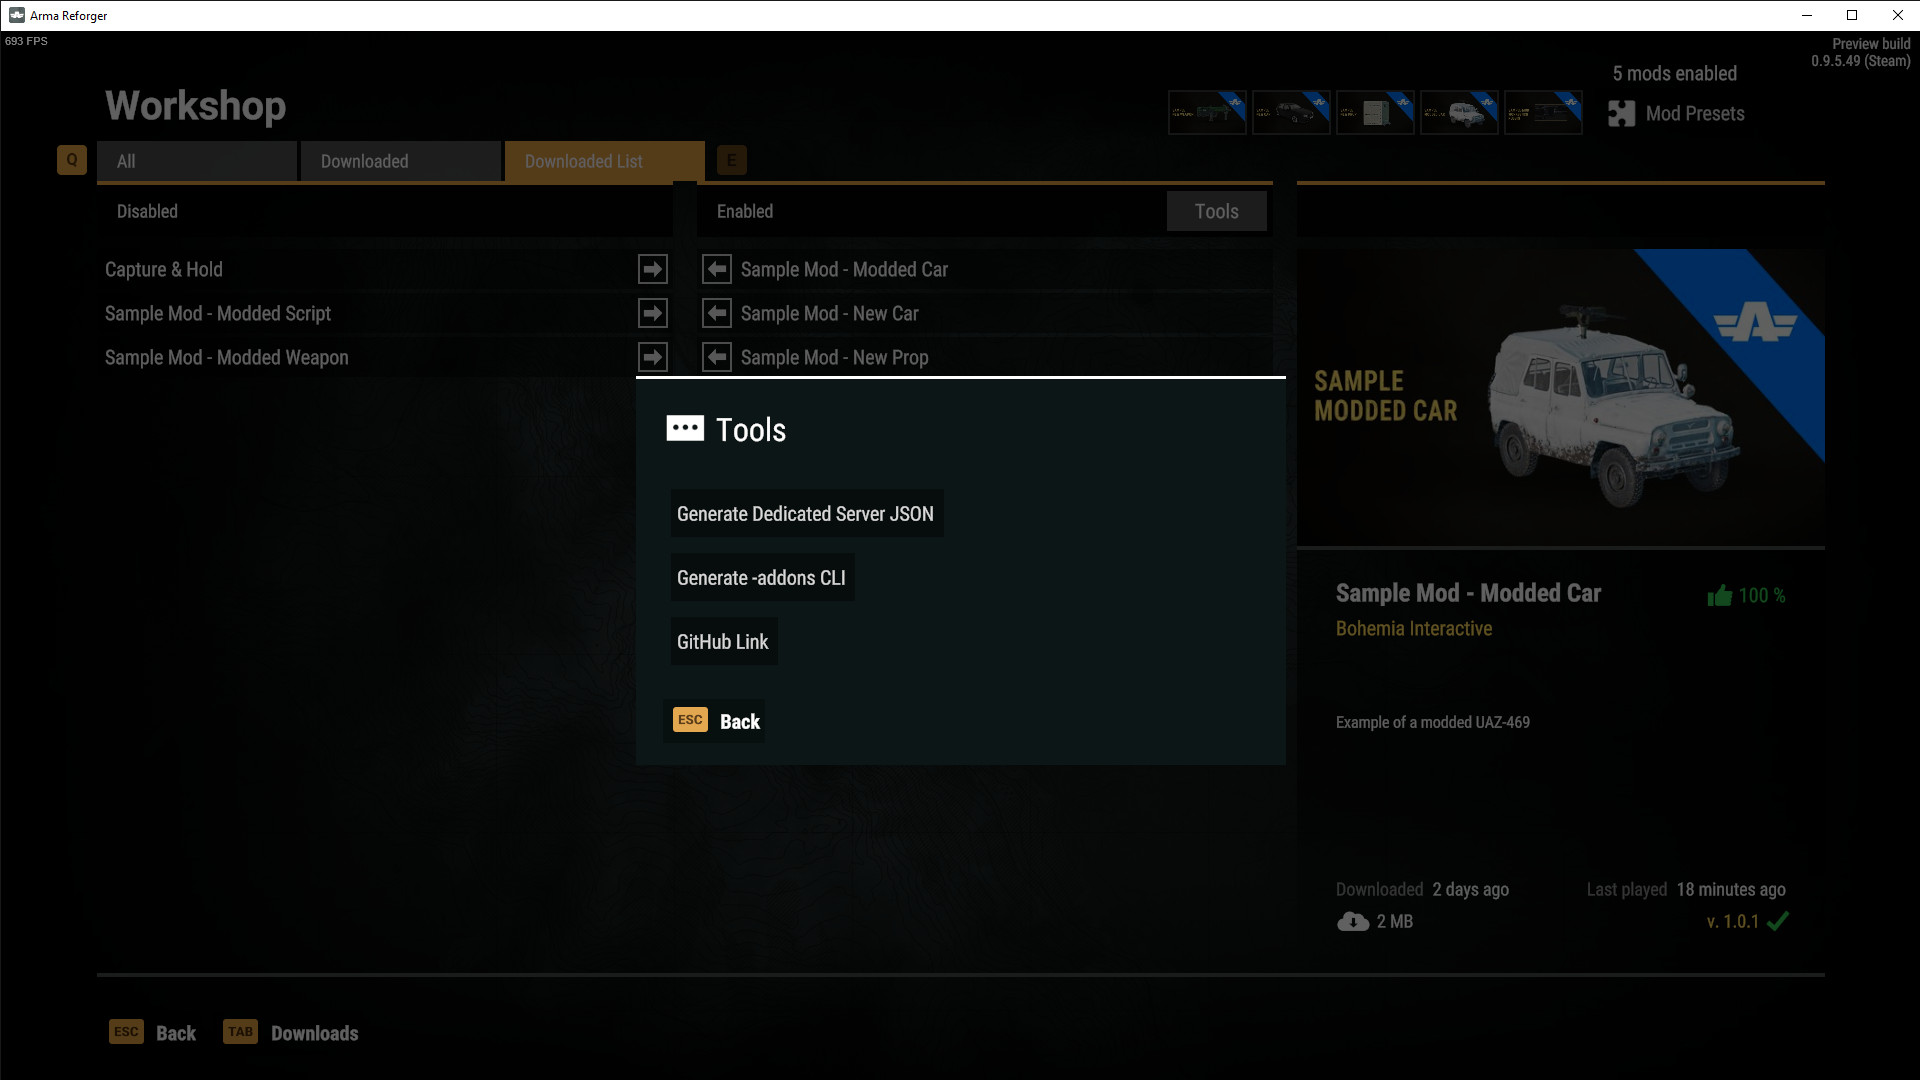 Arma Reforger
693 FPS
Preview build
0.9.5.49 (Steam)
5 mods enabled
Workshop
Mod Presets
Q
All
Downloaded
Downloaded List
E
Disabled
Enabled
Tools
Capture & Hold
Sample Mod - Modded Script
Sample Mod - Modded Weapon
Sample Mod - Modded Car
Sample Mod - New Car
Sample Mod - New Prop
Tools
Generate Dedicated Server JSON
Generate -addons CLI
GitHub Link
ESC Back
SAMPLE
MODDED CAR
Sample Mod - Modded Car
100 %
Bohemia Interactive
Example of a modded UAZ-469
Downloaded 2 days ago
Last played 18 minutes ago
2 MB
v. 1.0.1
ESC Back
TAB Downloads